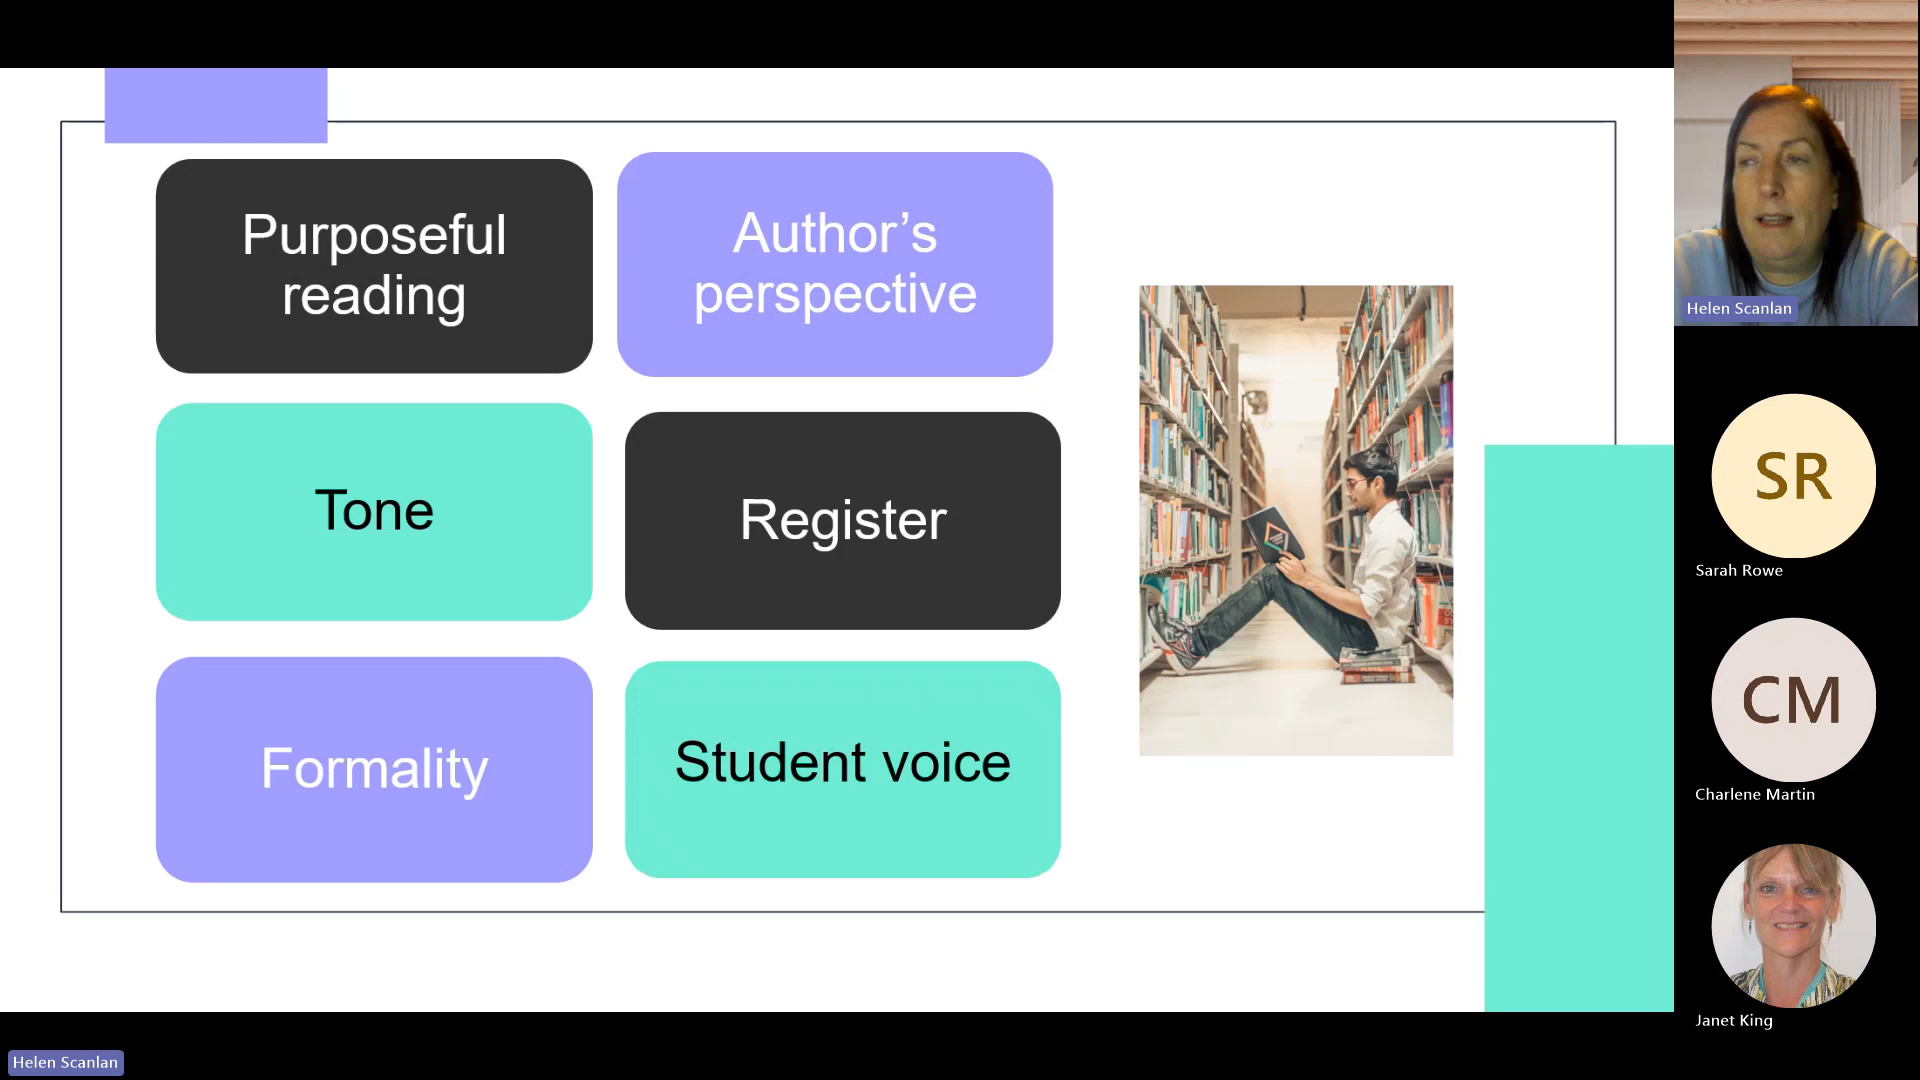 Purposeful
reading
Author's
perspective
Tone
Register
Formality
Student voice
Helen Scanlan
SR
Sarah Rowe
CM
Charlene Martin
Janet King
Helen Scanlan